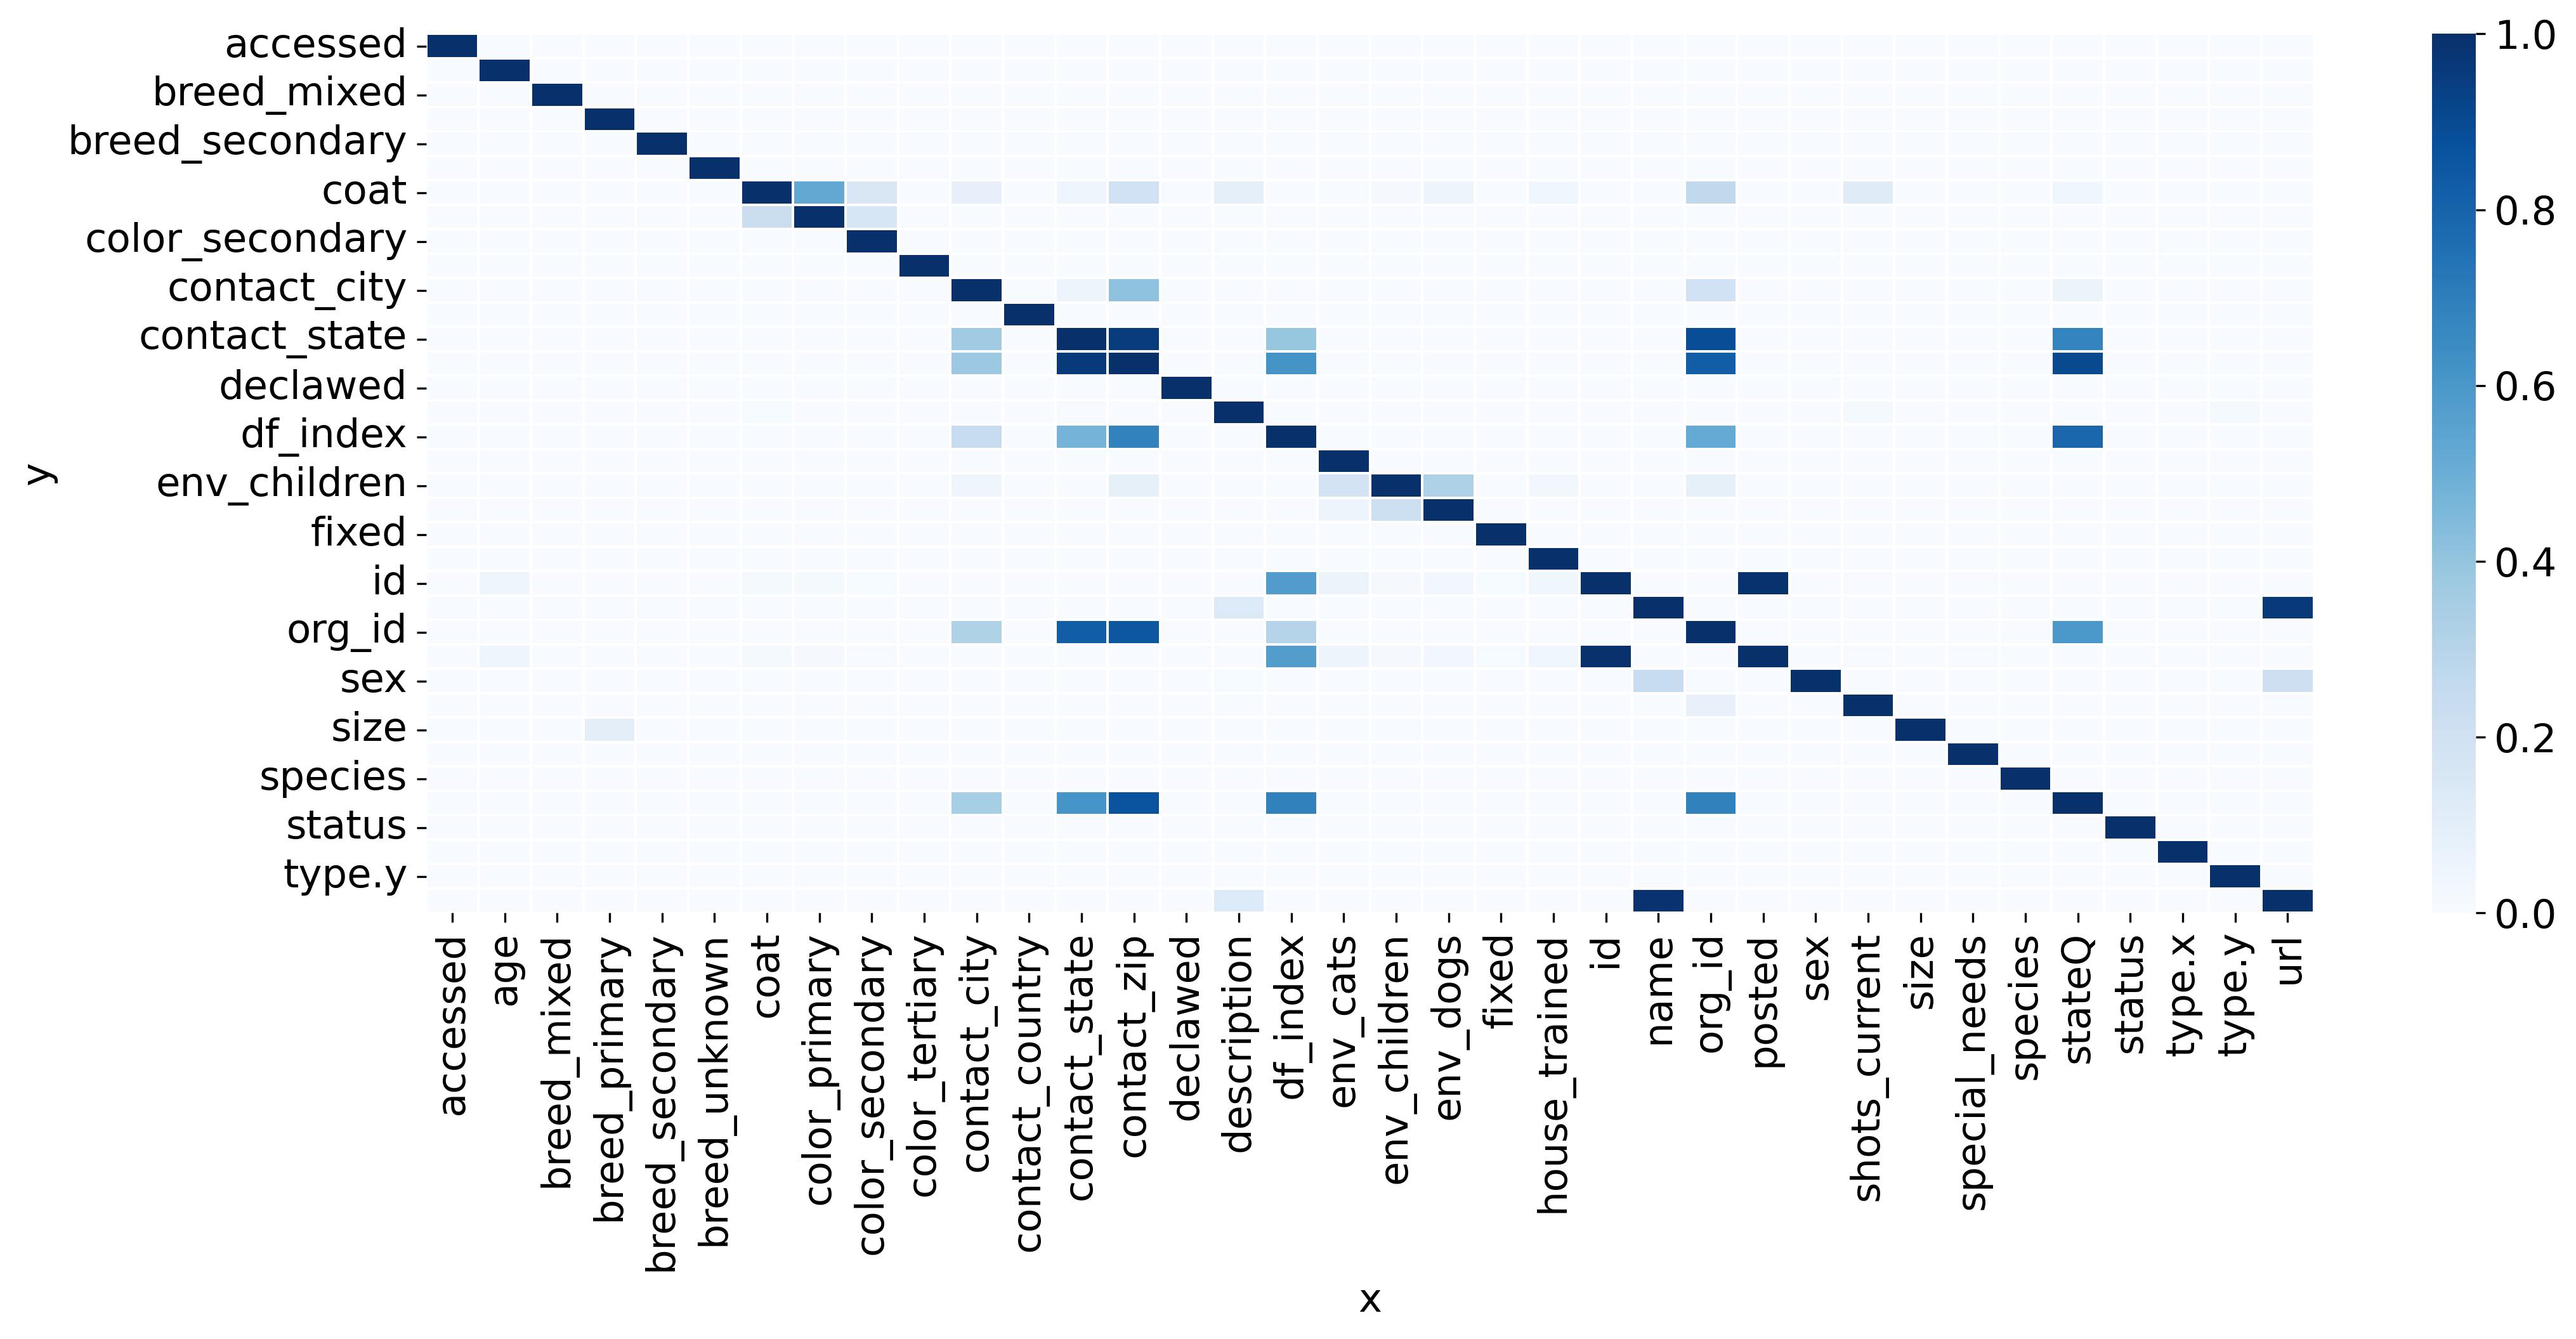 accessed
breed_mixed
breed_secondary
coat
color_secondary
contact_city
contact_state
declawed
df_index
env_children
fixed
id
org_id
sex
size
species
status
type.y
y
accessed
age
breed_mixed
breed_primary
breed_secondary
breed_unknown
coat
color_primary
color_secondary
color_tertiary
contact_city
contact_country
contact_state
contact_zip
declawed
description
df_index
env_cats
env_children
env_dogs
fixed
house_trained
id
name
org_id
posted
sex
shots_current
size
special_needs
species
stateQ
status
type.x
type.y
url
x
1.0
0.8
0.6
0.4
0.2
0.0